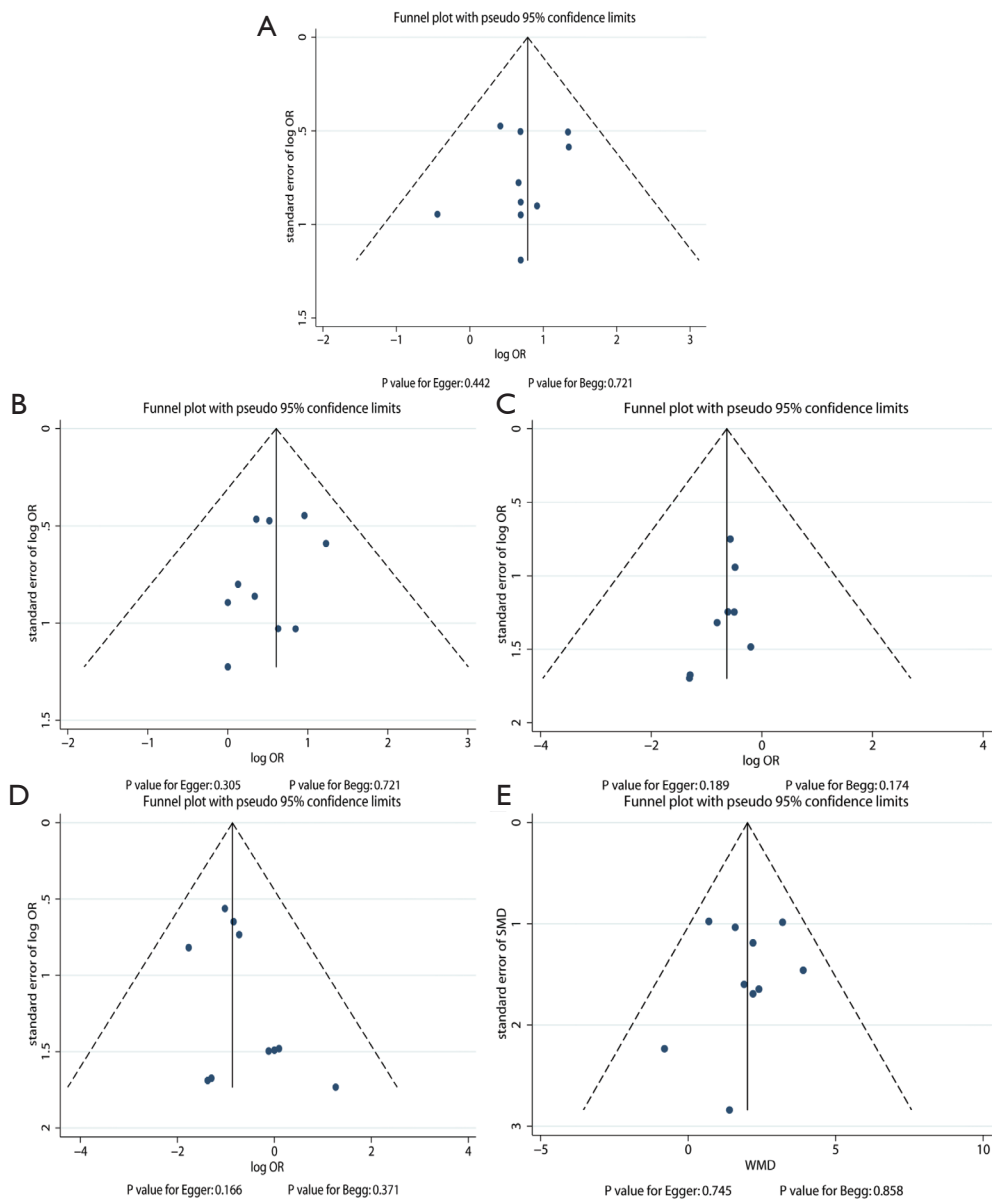 A
Funnel plot with pseudo 95% confidence limits
standard error of log OR
0
.5
1
1.5
−2 −1 0 1 2 3
log OR
P value for Egger: 0.442 P value for Begg: 0.721
B
Funnel plot with pseudo 95% confidence limits
standard error of log OR
0
.5
1
1.5
−2 −1 0 1 2 3
log OR
P value for Egger: 0.305 P value for Begg: 0.721
C
Funnel plot with pseudo 95% confidence limits
standard error of log OR
0
.5
1
1.5
2
−4 −2 0 2 4
log OR
P value for Egger: 0.189 P value for Begg: 0.174
D
Funnel plot with pseudo 95% confidence limits
standard error of log OR
0
.5
1
1.5
2
−4 −2 0 2 4
log OR
P value for Egger: 0.166 P value for Begg: 0.371
E
Funnel plot with pseudo 95% confidence limits
standard error of SMD
0
1
2
3
−5 0 5 10
WMD
P value for Egger: 0.745 P value for Begg: 0.858